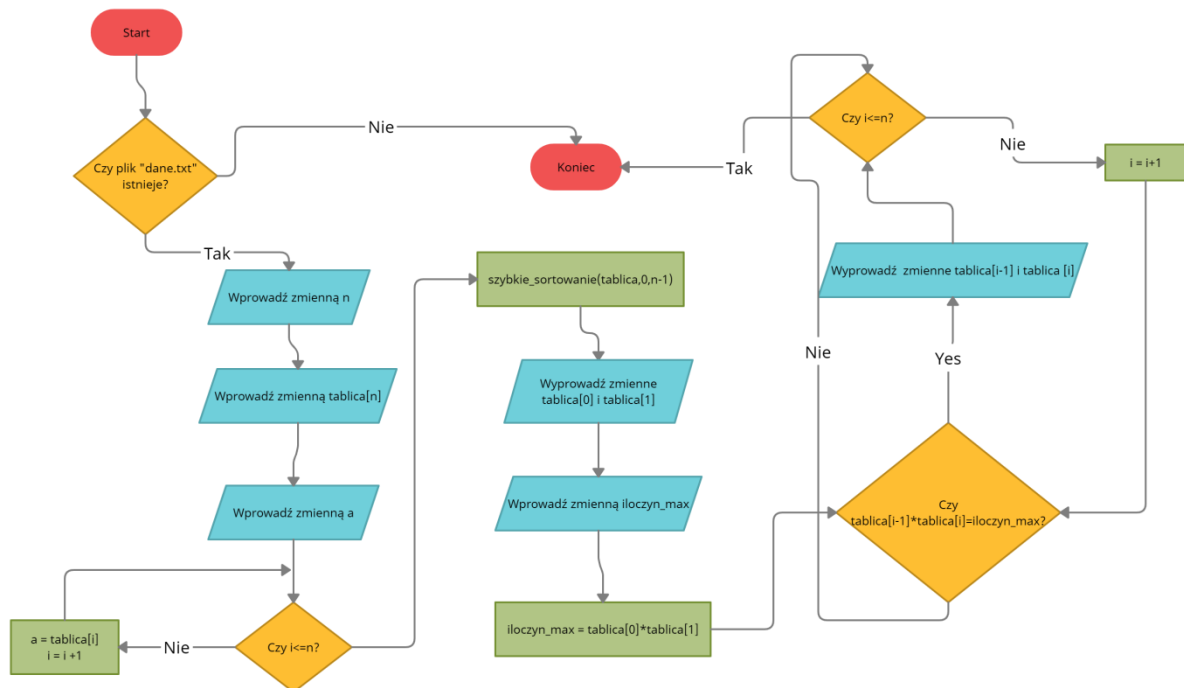 Start
Czy plik "dane.txt"
istnieje?
Nie
Koniec
Tak
Wprowadź zmienną n
Wprowadź zmienną tablica[n]
Wprowadź zmienną a
Czy i<=n?
Nie
a = tablica[i]
i = i +1
szybkie_sortowanie(tablica,0,n-1)
Wyprowadź zmienne
tablica[0] i tablica[1]
Wprowadź zmienną iloczyn_max
iloczyn_max = tablica[0]*tablica[1]
Czy
tablica[i-1]*tablica[i]=iloczyn_max?
Yes
Nie
Wyprowadź zmienne tablica[i-1] i tablica [i]
Czy i<=n?
Tak
Nie
i = i+1